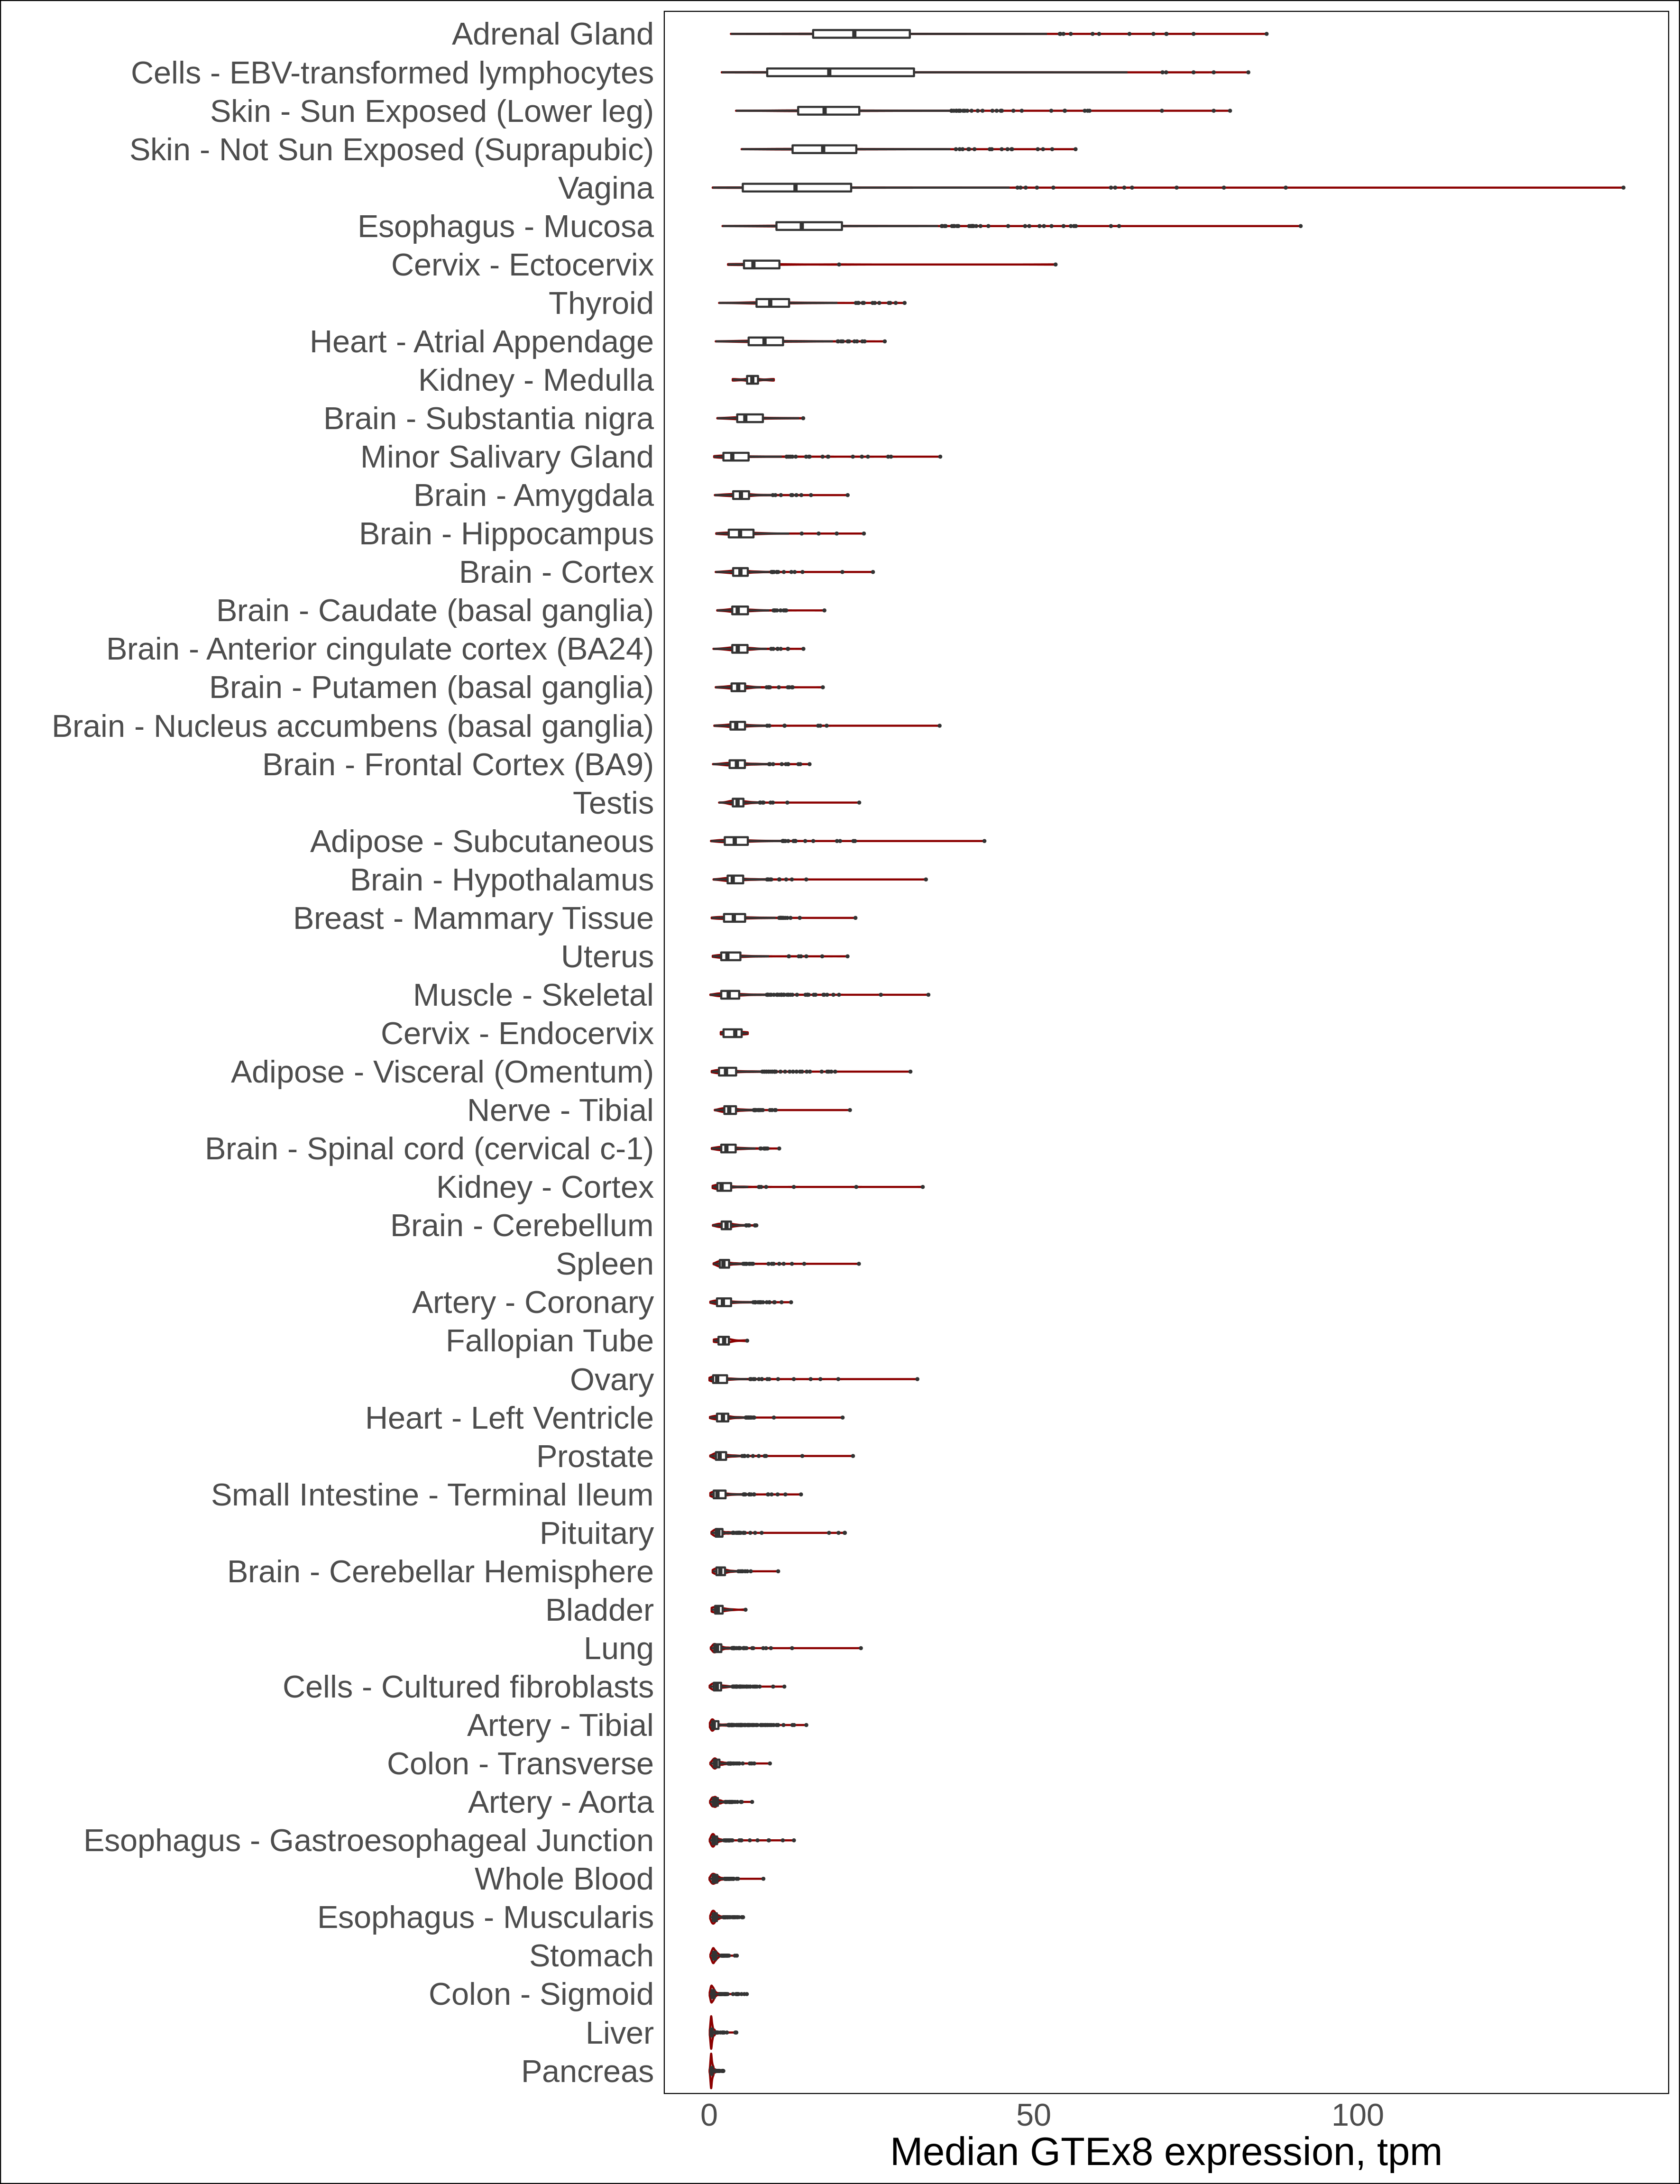 Adrenal Gland
Cells - EBV-transformed lymphocytes
Skin - Sun Exposed (Lower leg)
Skin - Not Sun Exposed (Suprapubic)
Vagina
Esophagus - Mucosa
Cervix - Ectocervix
Thyroid
Heart - Atrial Appendage
Kidney - Medulla
Brain - Substantia nigra
Minor Salivary Gland
Brain - Amygdala
Brain - Hippocampus
Brain - Cortex
Brain - Caudate (basal ganglia)
Brain - Anterior cingulate cortex (BA24)
Brain - Putamen (basal ganglia)
Brain - Nucleus accumbens (basal ganglia)
Brain - Frontal Cortex (BA9)
Testis
Adipose - Subcutaneous
Brain - Hypothalamus
Breast - Mammary Tissue
Uterus
Muscle - Skeletal
Cervix - Endocervix
Adipose - Visceral (Omentum)
Nerve - Tibial
Brain - Spinal cord (cervical c-1)
Kidney - Cortex
Brain - Cerebellum
Spleen
Artery - Coronary
Fallopian Tube
Ovary
Heart - Left Ventricle
Prostate
Small Intestine - Terminal Ileum
Pituitary
Brain - Cerebellar Hemisphere
Bladder
Lung
Cells - Cultured fibroblasts
Artery - Tibial
Colon - Transverse
Artery - Aorta
Esophagus - Gastroesophageal Junction
Whole Blood
Esophagus - Muscularis
Stomach
Colon - Sigmoid
Liver
Pancreas
0 50 100
Median GTEx8 expression, tpm